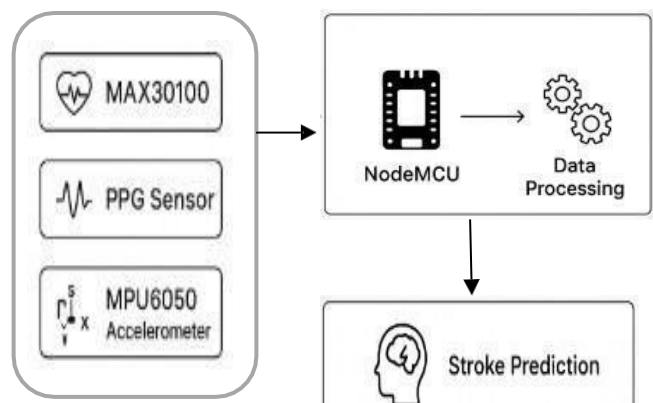 MAX30100
PPG Sensor
S
X
Y
MPU6050
Accelerometer
NodeMCU
Data
Processing
Stroke Prediction